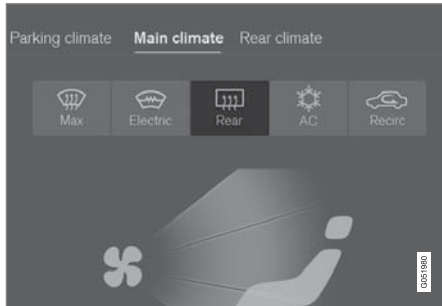 Parking climate Main climate Rear climate
Max Electric Rear AC Recirc
G051980